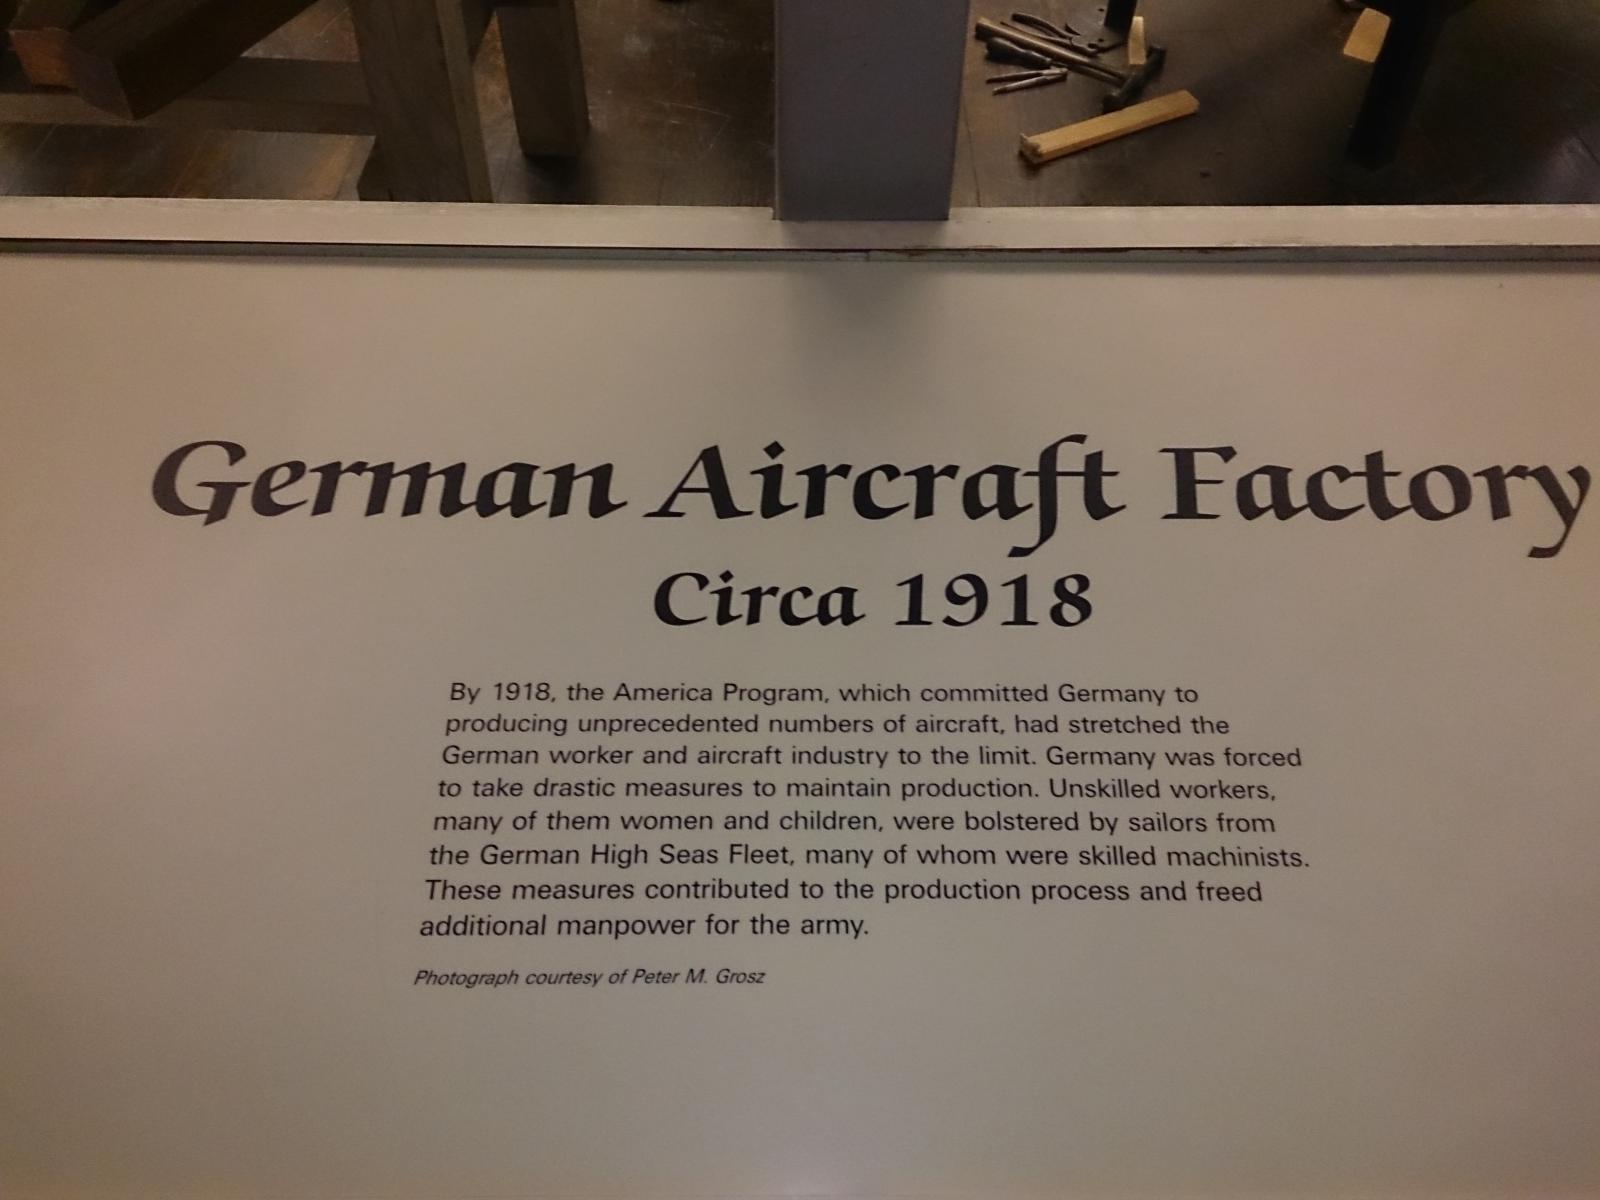 German Aircraft Factory
Circa 1918
By 1918, the America Program, which committed Germany to
producing unprecedented numbers of aircraft, had stretched the
German worker and aircraft industry to the limit. Germany was forced
to take drastic measures to maintain production. Unskilled workers,
many of them women and children, were bolstered by sailors from
the German High Seas Fleet, many of whom were skilled machinists.
These measures contributed to the production process and freed
additional manpower for the army.
Photograph courtesy of Peter M. Grosz